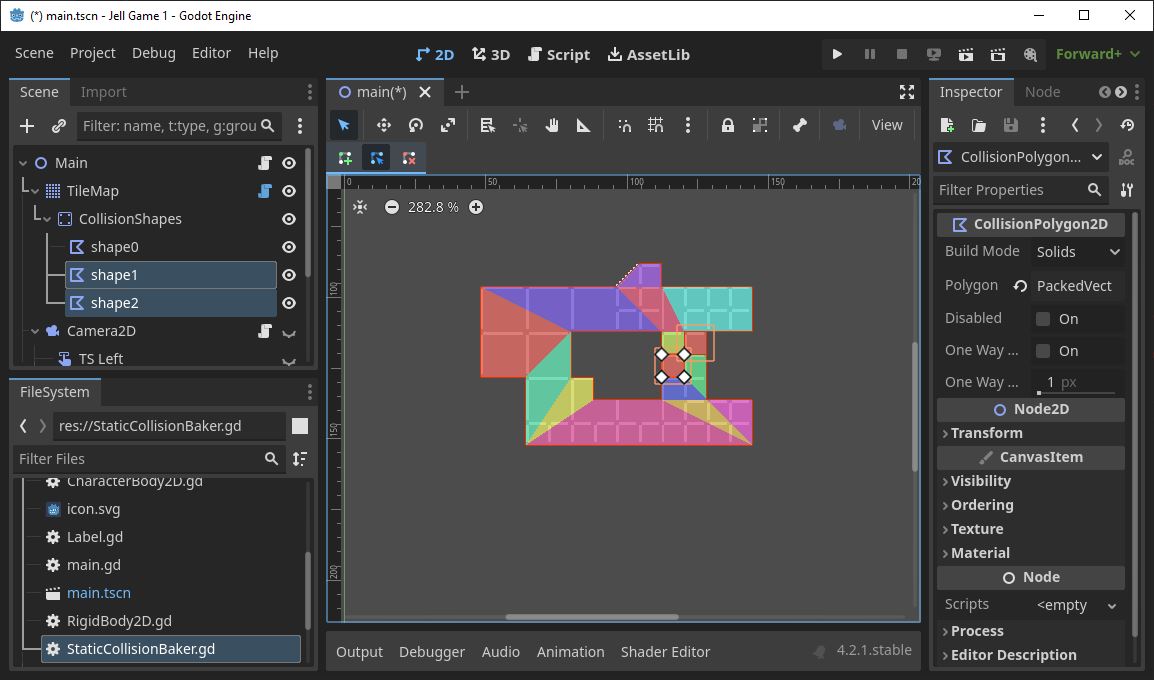 (*) main.tscn - Jell Game 1 - Godot Engine
Scene Project Debug Editor Help
2D 3D Script AssetLib
Forward+
Scene Import
main(*)
Inspector Node
Filter: name, t:type, g:grou
View
Main
TileMap
CollisionShapes
shape0
shape1
shape2
Camera2D
TS Left
FileSystem
res://StaticCollisionBaker.gd
Filter Files
CharacterBody2D.gd
icon.svg
Label.gd
main.gd
main.tscn
RigidBody2D.gd
StaticCollisionBaker.gd
0 50 100 150 20
282.8 %
100
150
200
Output Debugger Audio Animation Shader Editor
4.2.1.stable
CollisionPolygon...
DOC
Filter Properties
CollisionPolygon2D
Build Mode Solids
Polygon PackedVect
Disabled On
One Way ... On
One Way ... 1 px
Node2D
Transform
CanvasItem
Visibility
Ordering
Texture
Material
Node
Scripts <empty
Process
Editor Description